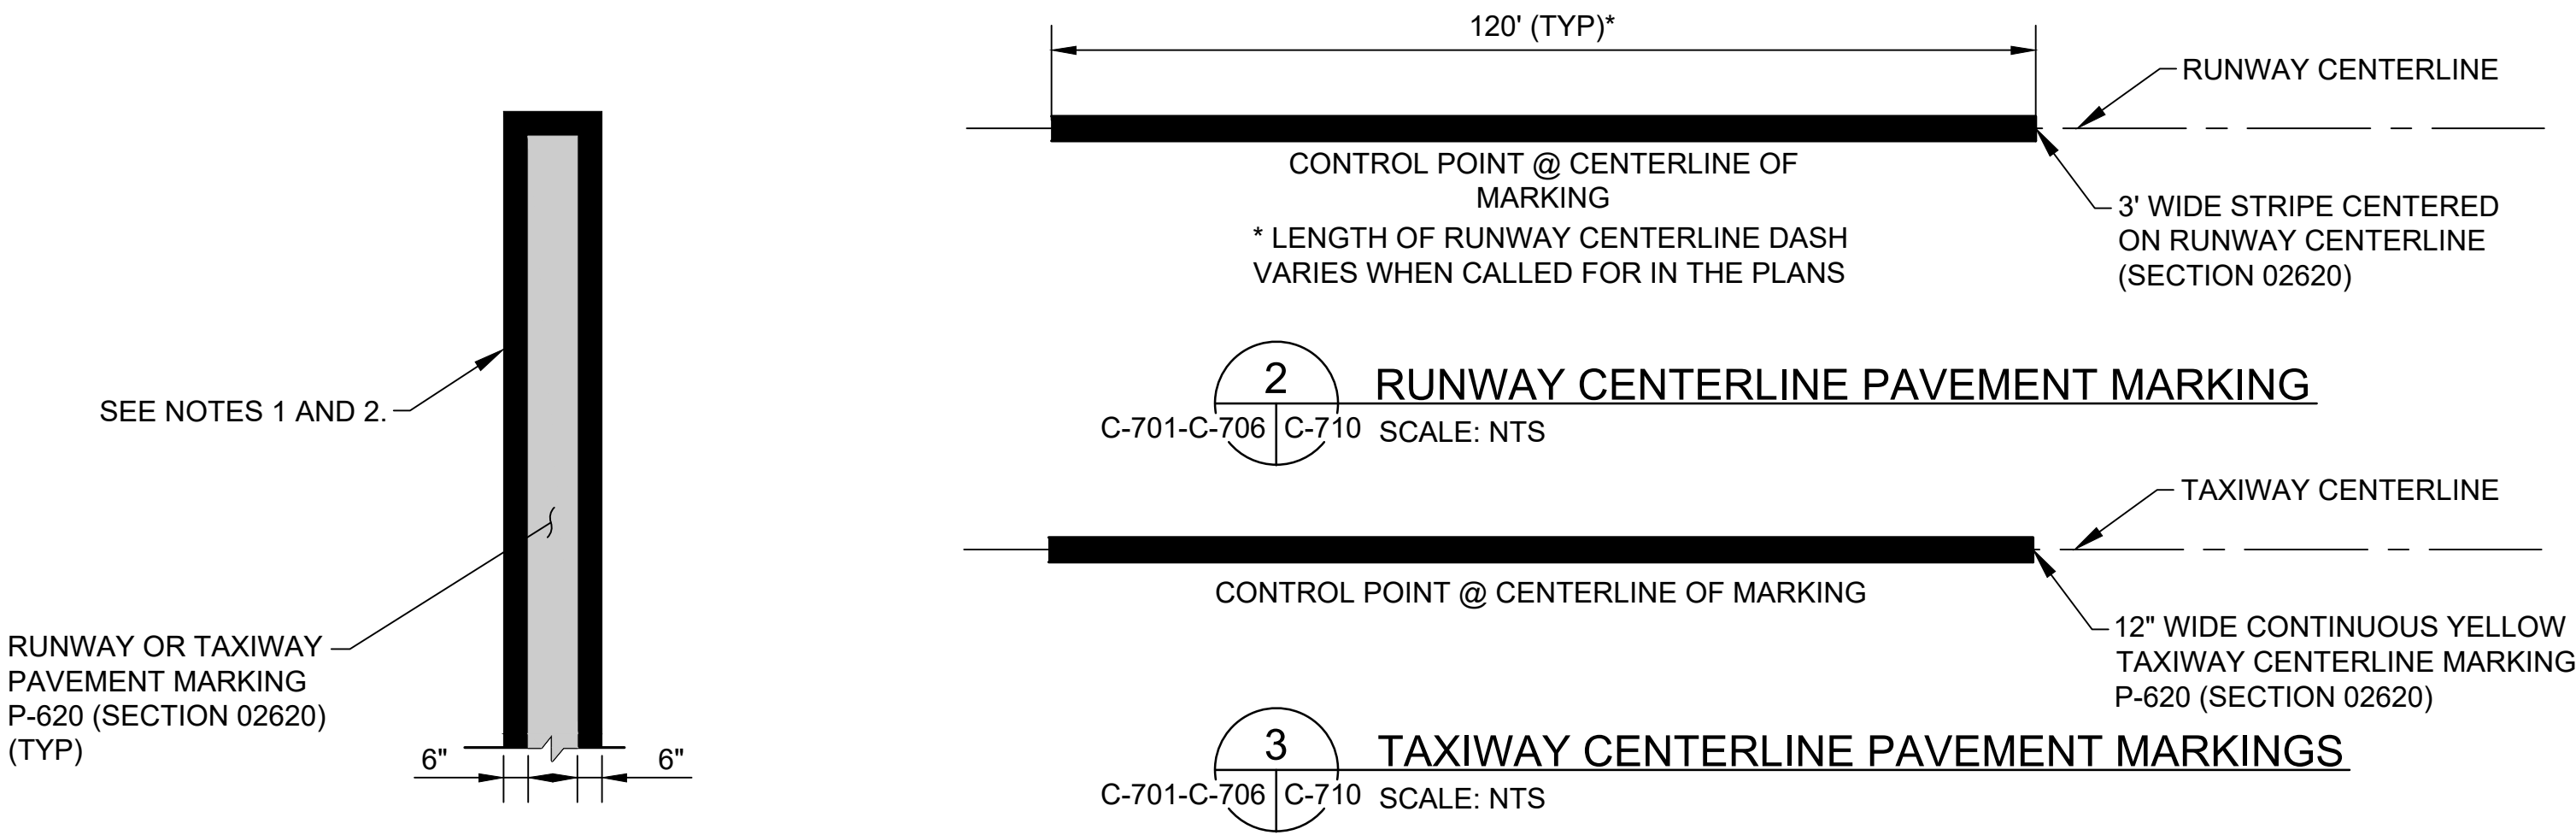 SEE NOTES 1 AND 2.
RUNWAY OR TAXIWAY
PAVEMENT MARKING
P-620 (SECTION 02620)
(TYP)
6"
6"
120' (TYP)*
RUNWAY CENTERLINE
CONTROL POINT @ CENTERLINE OF
MARKING
* LENGTH OF RUNWAY CENTERLINE DASH
VARIES WHEN CALLED FOR IN THE PLANS
3' WIDE STRIPE CENTERED
ON RUNWAY CENTERLINE
(SECTION 02620)
2
RUNWAY CENTERLINE PAVEMENT MARKING
C-701-C-706
C-710
SCALE: NTS
TAXIWAY CENTERLINE
CONTROL POINT @ CENTERLINE OF MARKING
12" WIDE CONTINUOUS YELLOW
TAXIWAY CENTERLINE MARKING
P-620 (SECTION 02620)
3
TAXIWAY CENTERLINE PAVEMENT MARKINGS
C-701-C-706
C-710
SCALE: NTS